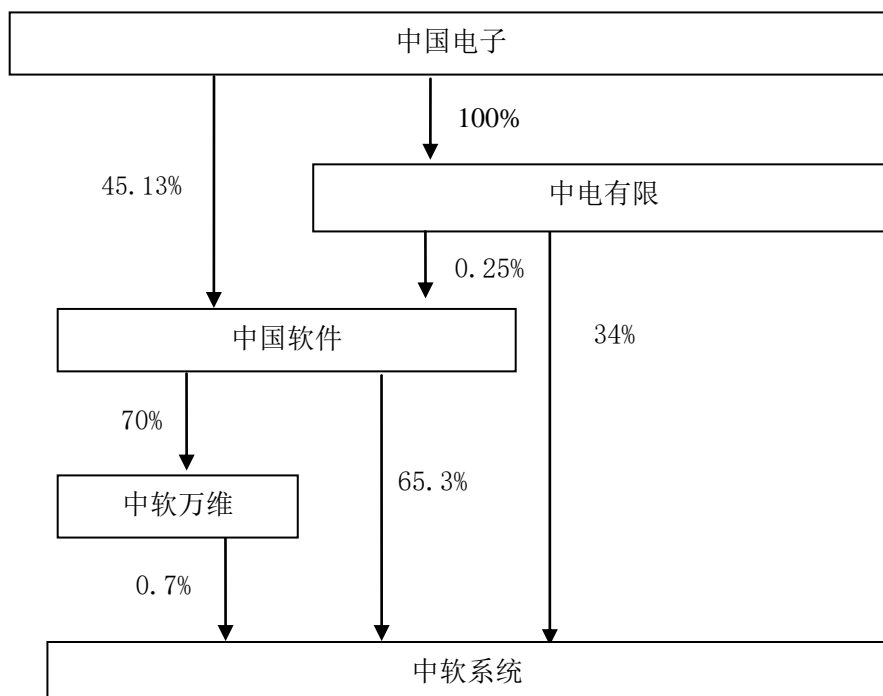 中国电子
100%
45.13%
中电有限
0.25%
中国软件
34%
70%
65.3%
中软万维
0.7%
中软系统